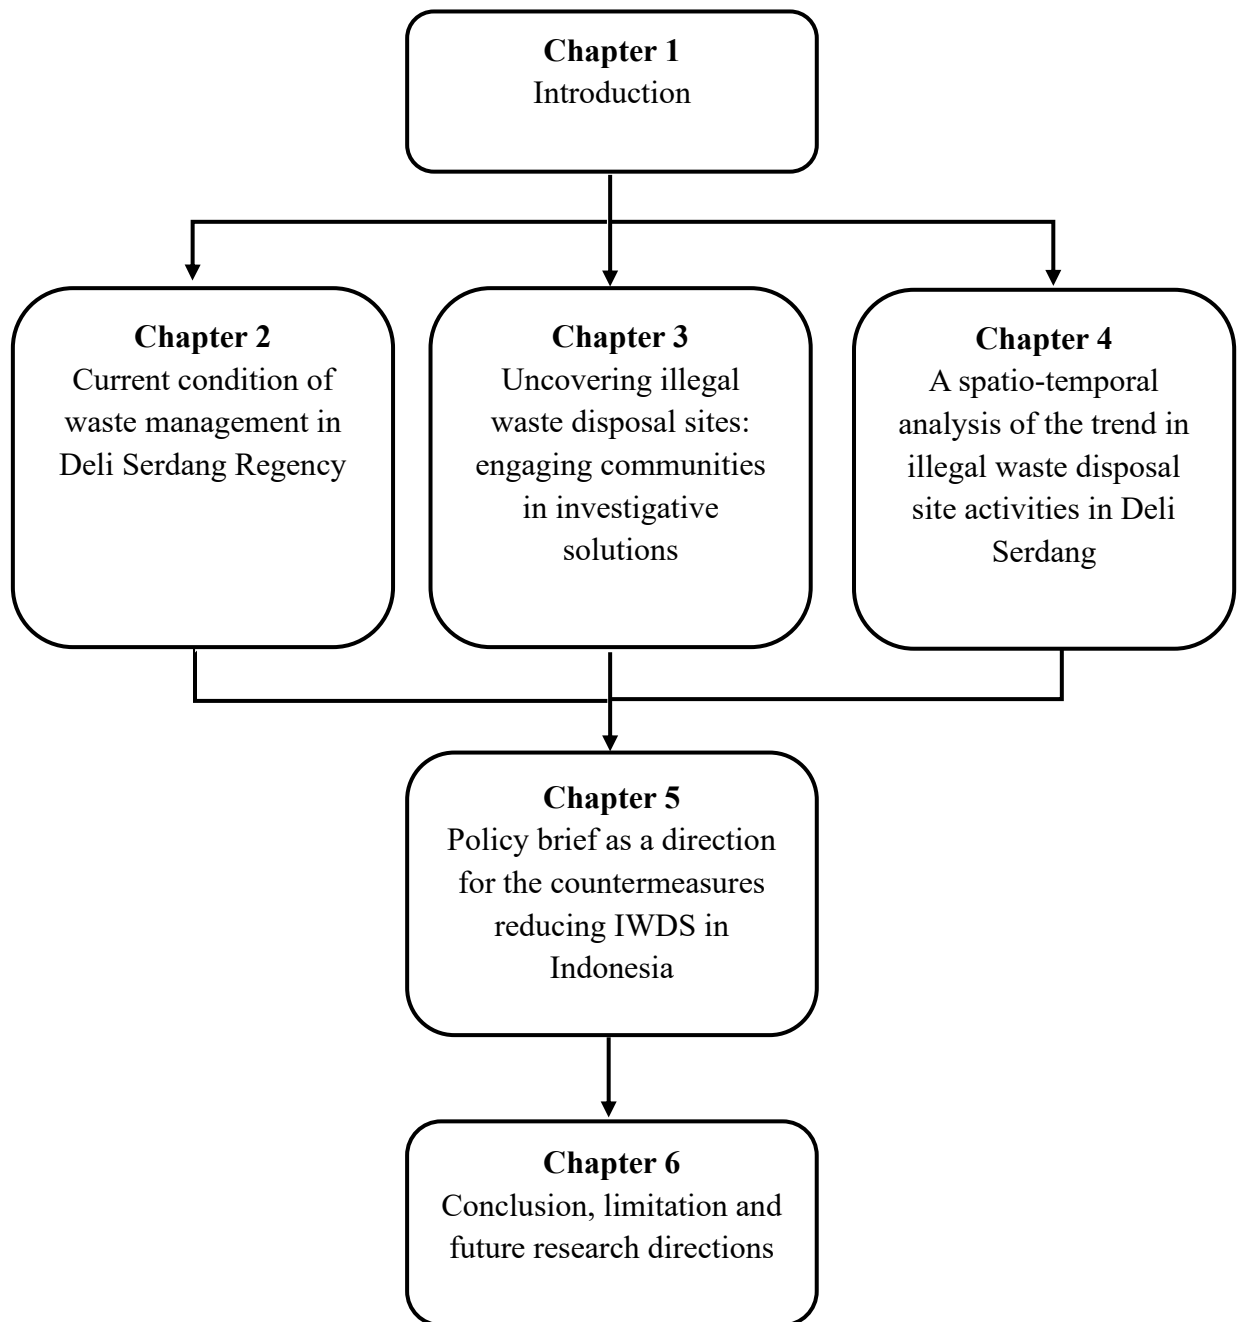 Chapter 1
Introduction
Chapter 2
Current condition of
waste management in
Deli Serdang Regency
Chapter 3
Uncovering illegal
waste disposal sites:
engaging communities
in investigative
solutions
Chapter 4
A spatio-temporal
analysis of the trend in
illegal waste disposal
site activities in Deli
Serdang
Chapter 5
Policy brief as a direction
for the countermeasures
reducing IWDS in
Indonesia
Chapter 6
Conclusion, limitation and
future research directions